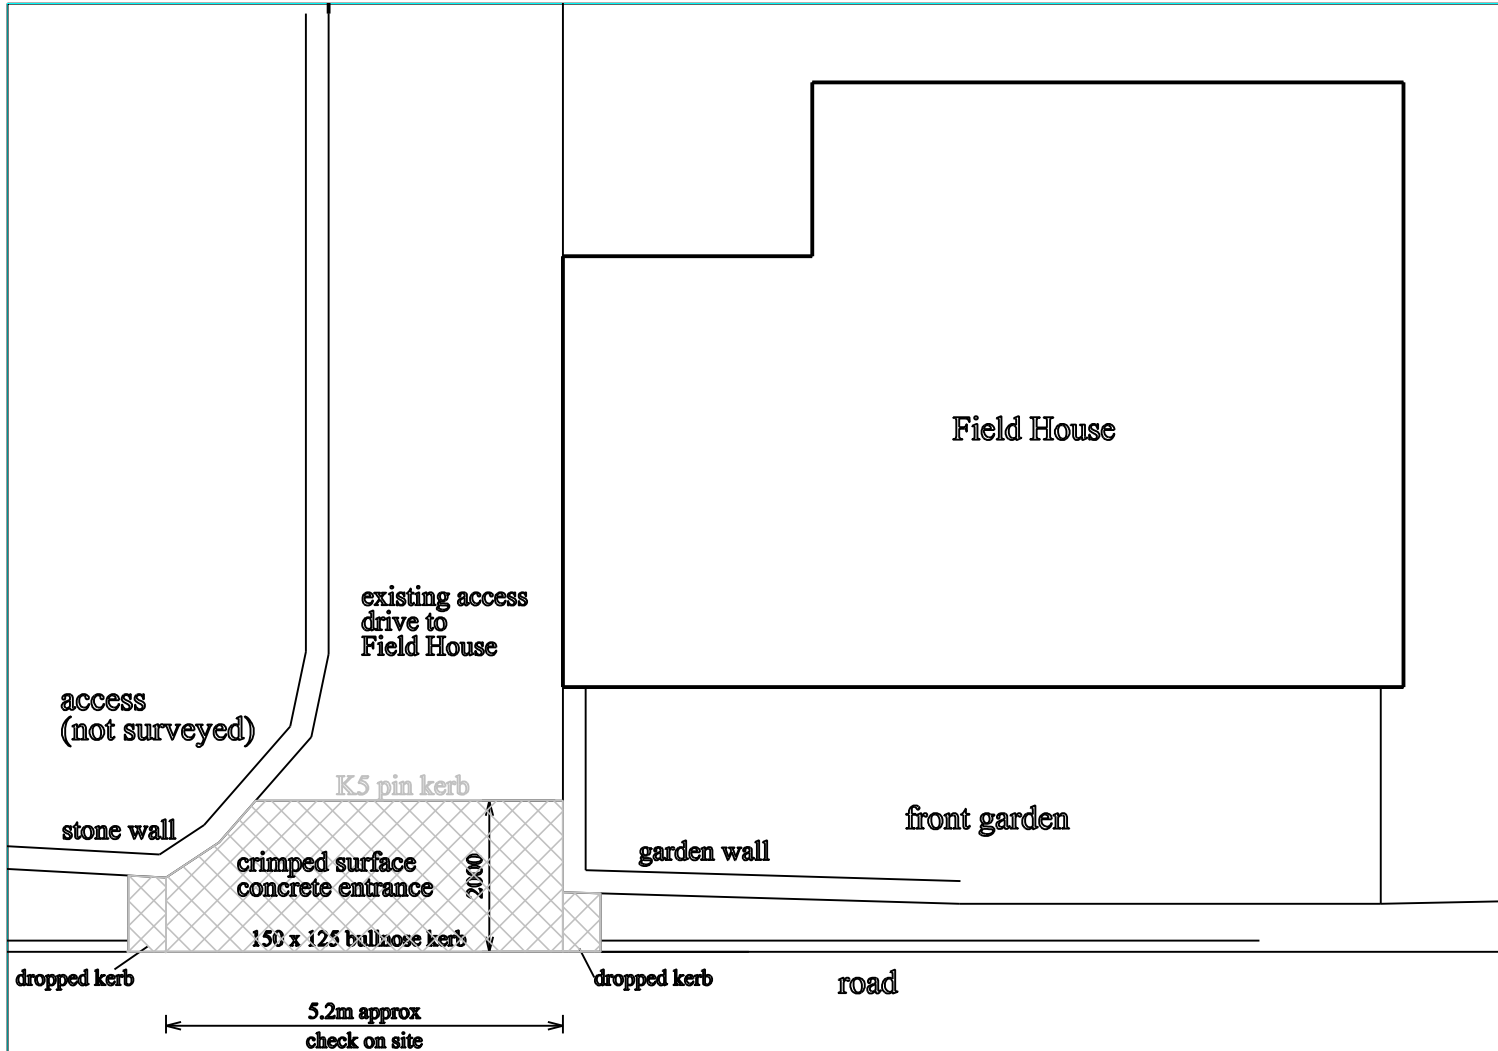 Field House
existing access
drive to
Field House
access
(not surveyed)
K5 pin kerb
stone wall
front garden
garden wall
crimped surface
concrete entrance
2000
150 x 125 bullnose kerb
dropped kerb
dropped kerb
road
5.2m approx
check on site